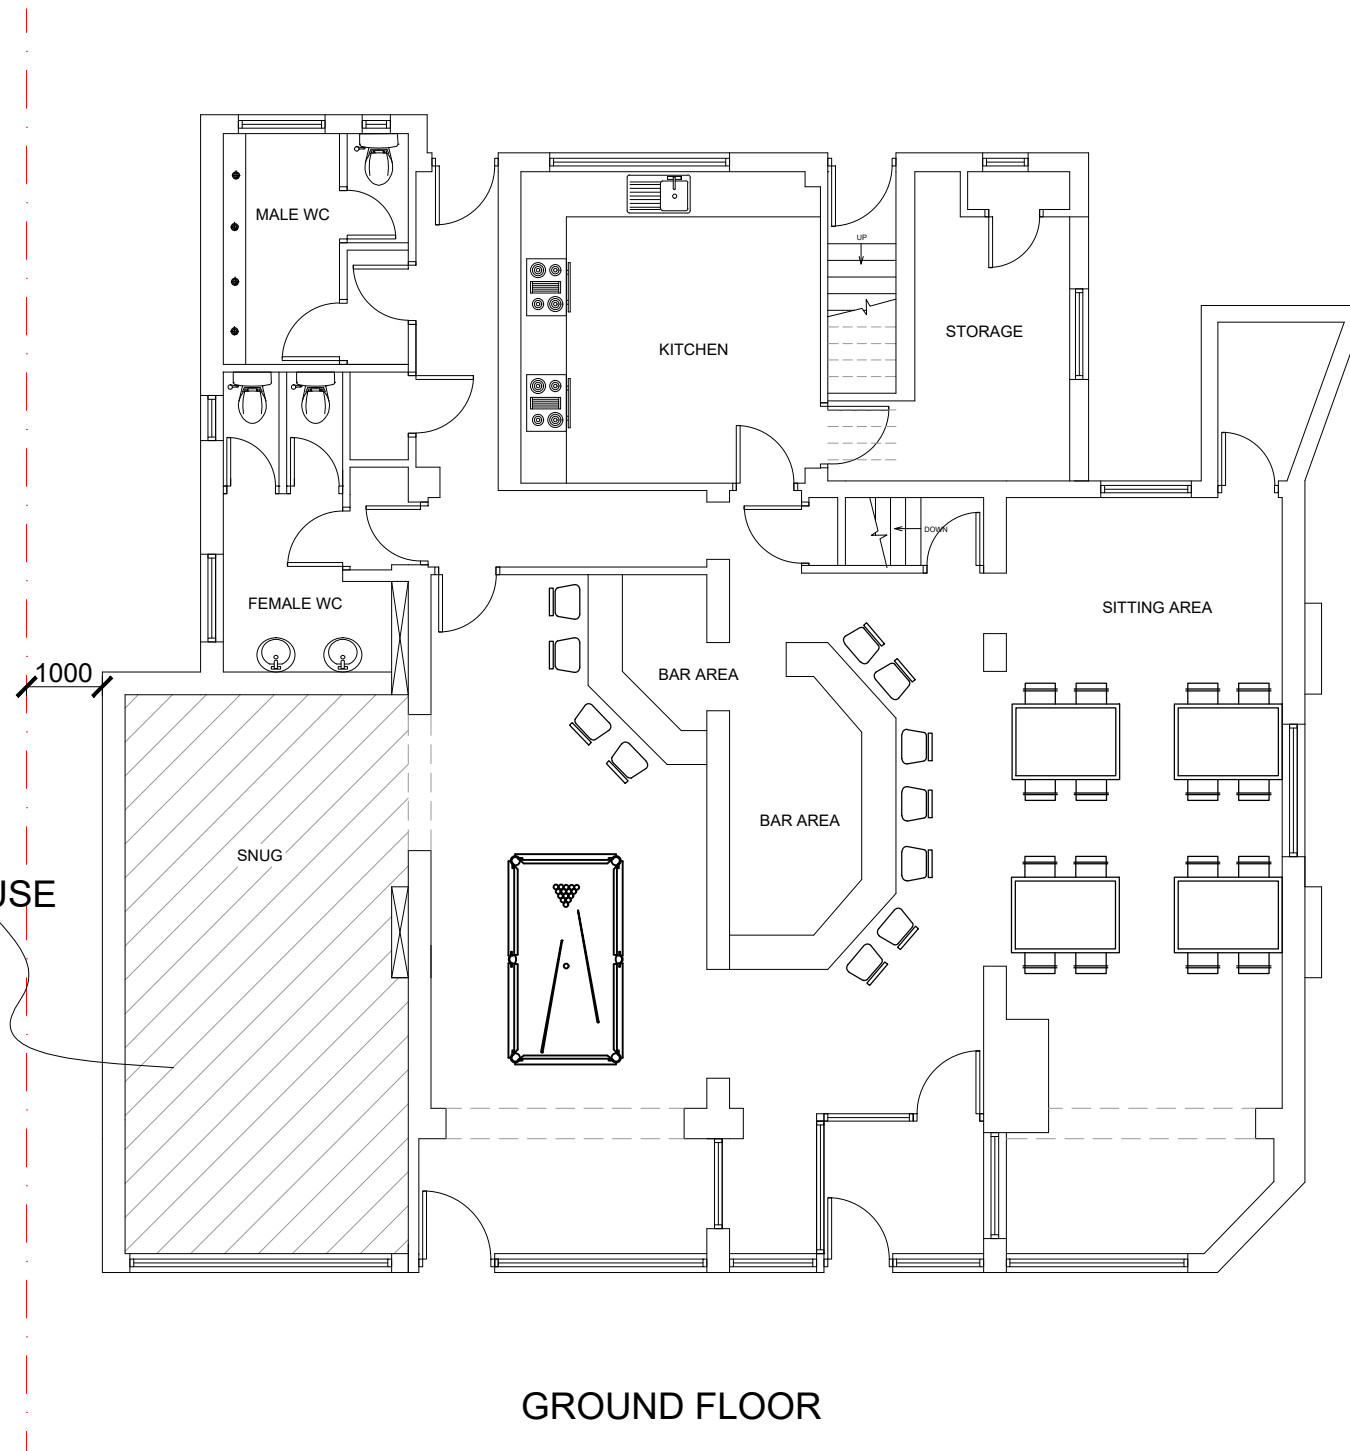 MALE WC
UP
STORAGE
KITCHEN
DOWN
FEMALE WC
SITTING AREA
1000
BAR AREA
BAR AREA
SNUG
USE
GROUND FLOOR